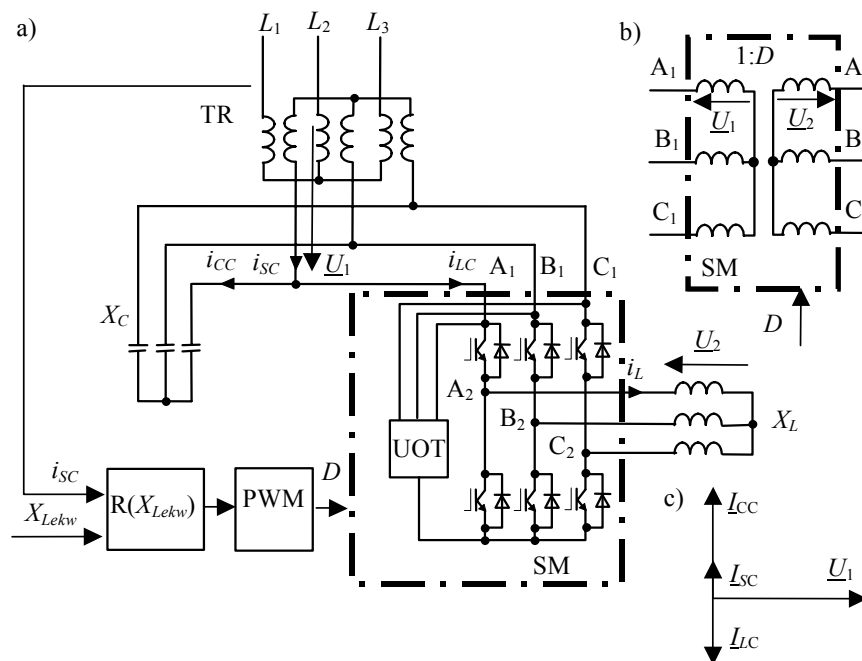 a)
L1 L2 L3
TR
b)
1:D
A1 A
U1 U2
B1 B
C1 C
SM
D
iCC iSC U1 iLC A1 B1 C1
XC
U2
iL
A2
B2
C2
XL
UOT
iSC
XLekw
R(XLekw)
PWM
D
SM
c)
ICC
ISC
U1
ILC